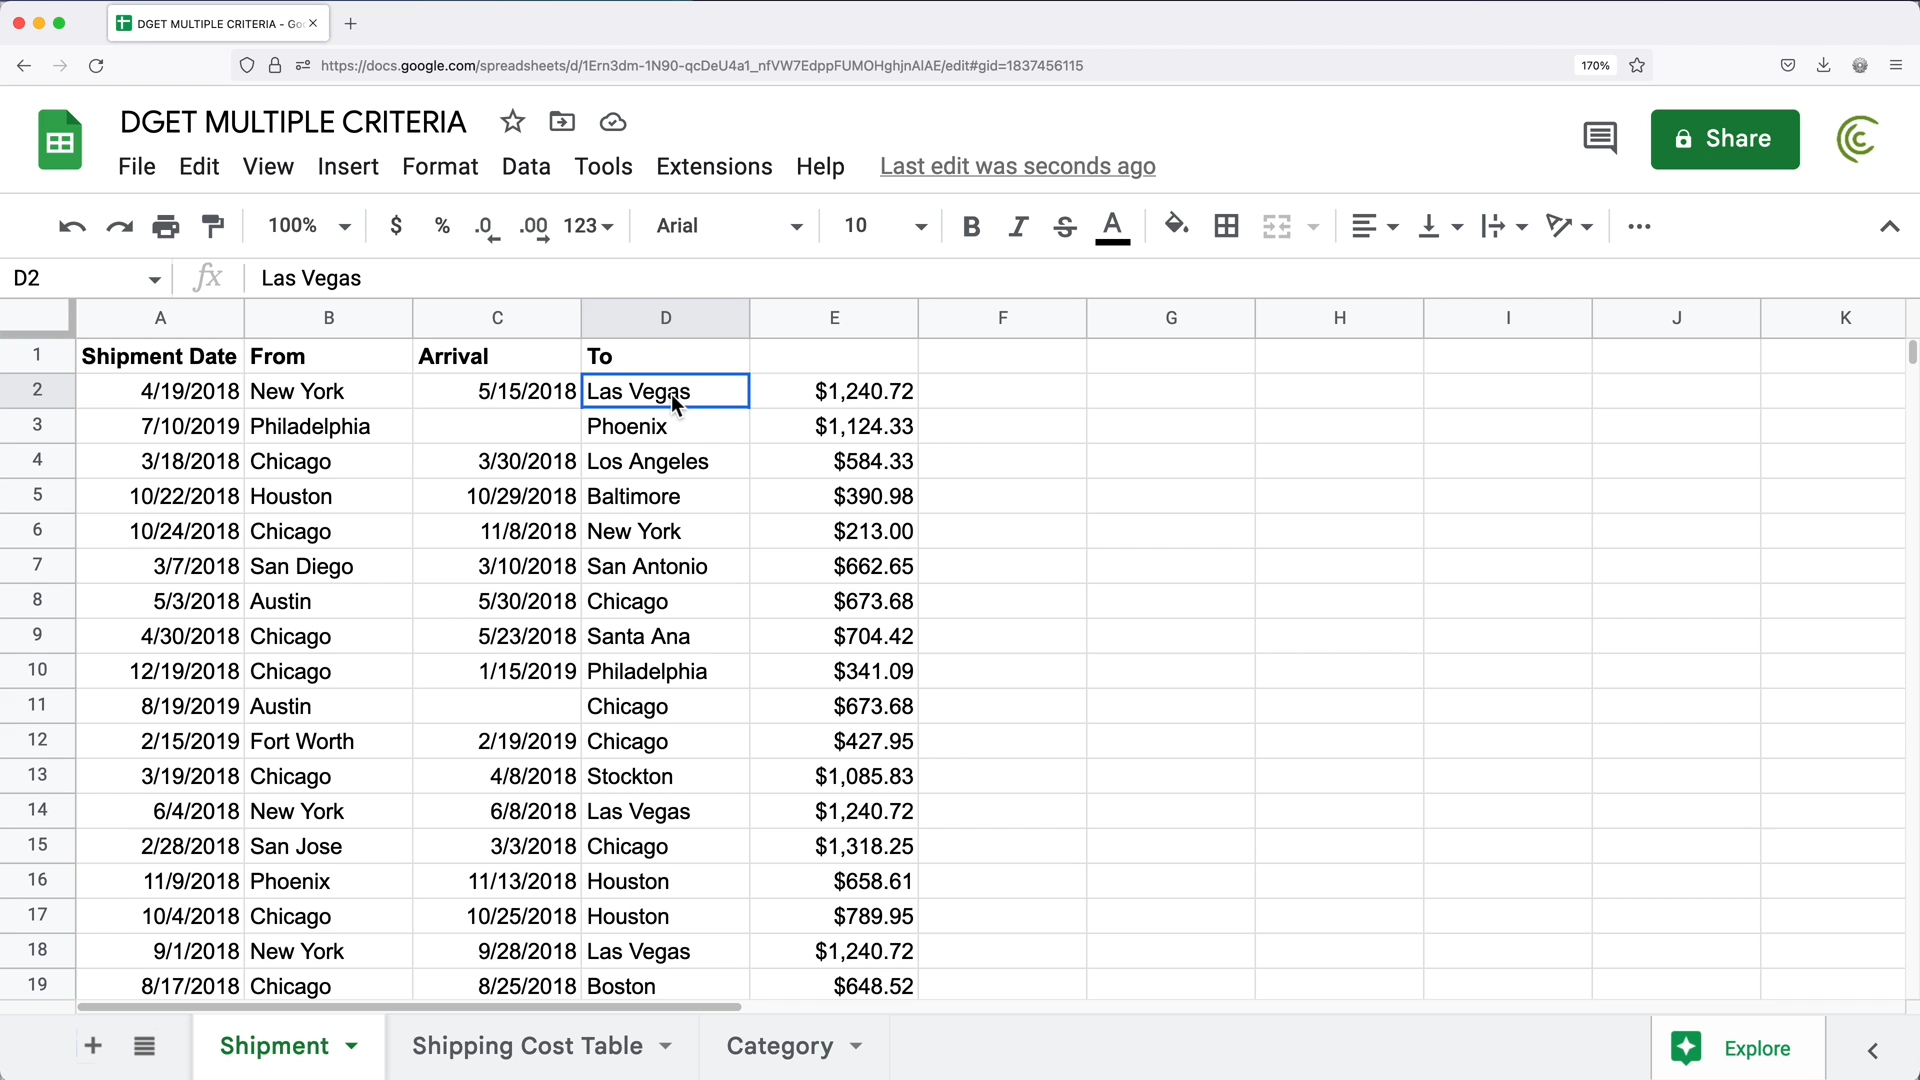 DGET MULTIPLE CRITERIA - Goo
https://docs.google.com/spreadsheets/d/1Ern3dm-1N90-qcDeU4a1_nfVW7EdppFUMOHghjnAlAE/edit#gid=1837456115 170%
DGET MULTIPLE CRITERIA
Share
File Edit View Insert Format Data Tools Extensions Help Last edit was seconds ago
100% $ % .0 .00 123 Arial 10 B I S A
D2 fx Las Vegas
A B C D E F G H I J K
1 Shipment Date From Arrival To
2 4/19/2018 New York 5/15/2018 Las Vegas $1,240.72
3 7/10/2019 Philadelphia Phoenix $1,124.33
4 3/18/2018 Chicago 3/30/2018 Los Angeles $584.33
5 10/22/2018 Houston 10/29/2018 Baltimore $390.98
6 10/24/2018 Chicago 11/8/2018 New York $213.00
7 3/7/2018 San Diego 3/10/2018 San Antonio $662.65
8 5/3/2018 Austin 5/30/2018 Chicago $673.68
9 4/30/2018 Chicago 5/23/2018 Santa Ana $704.42
10 12/19/2018 Chicago 1/15/2019 Philadelphia $341.09
11 8/19/2019 Austin Chicago $673.68
12 2/15/2019 Fort Worth 2/19/2019 Chicago $427.95
13 3/19/2018 Chicago 4/8/2018 Stockton $1,085.83
14 6/4/2018 New York 6/8/2018 Las Vegas $1,240.72
15 2/28/2018 San Jose 3/3/2018 Chicago $1,318.25
16 11/9/2018 Phoenix 11/13/2018 Houston $658.61
17 10/4/2018 Chicago 10/25/2018 Houston $789.95
18 9/1/2018 New York 9/28/2018 Las Vegas $1,240.72
19 8/17/2018 Chicago 8/25/2018 Boston $648.52
Shipment Shipping Cost Table Category Explore